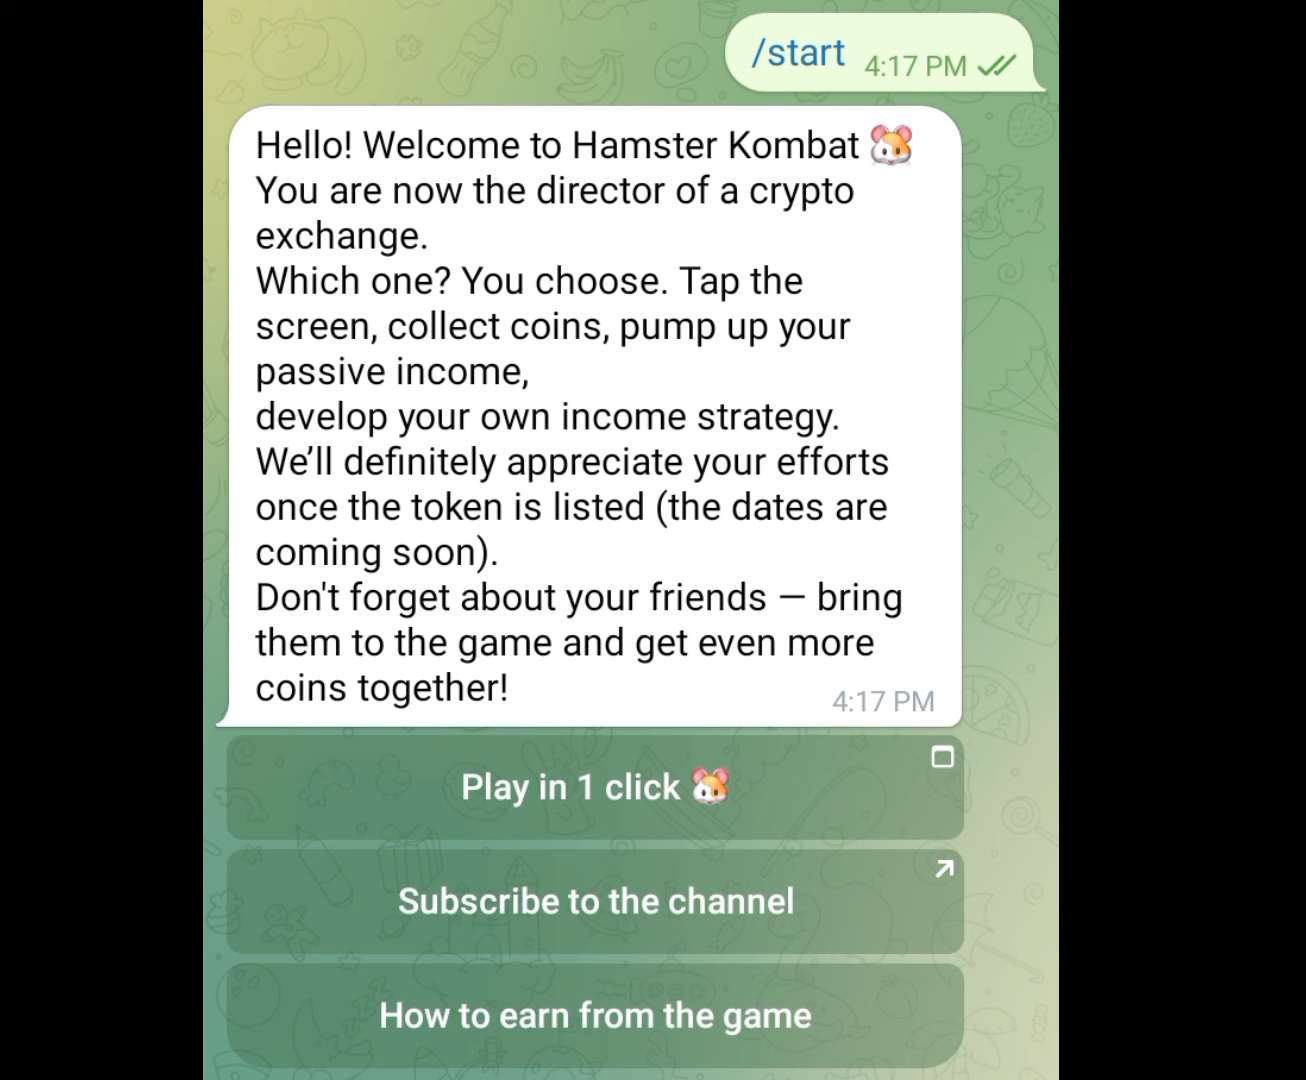 /start 4:17 PM
Hello! Welcome to Hamster Kombat 🐹
You are now the director of a crypto
exchange.
Which one? You choose. Tap the
screen, collect coins, pump up your
passive income,
develop your own income strategy.
We’ll definitely appreciate your efforts
once the token is listed (the dates are
coming soon).
Don't forget about your friends — bring
them to the game and get even more
coins together!
4:17 PM
Play in 1 click 🐹
Subscribe to the channel
How to earn from the game